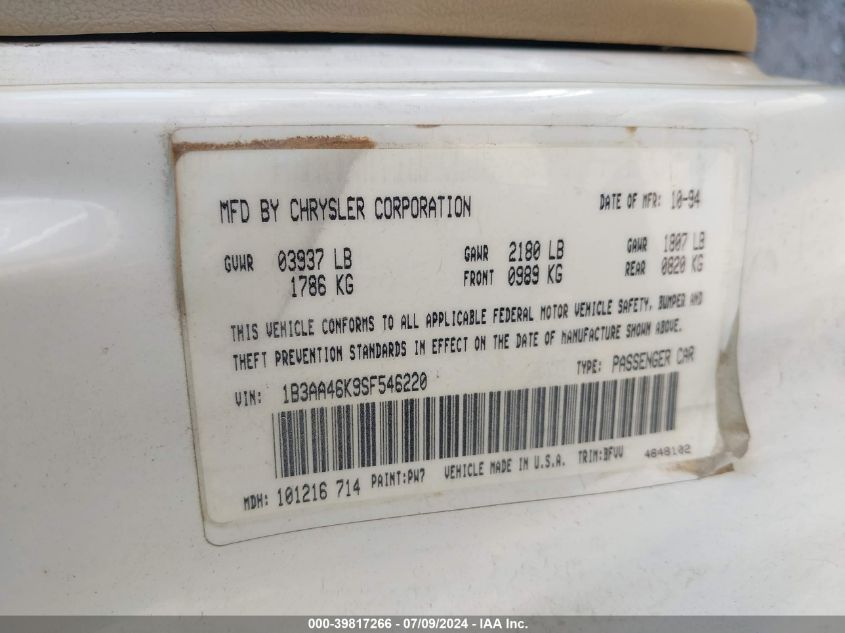 MFD BY CHRYSLER CORPORATION DATE OF MFR: 10-94
GVWR 03937 LB GAWR 2180 LB GAWR 1807 LB
1786 KG FRONT 0989 KG REAR 0820 KG
THIS VEHICLE CONFORMS TO ALL APPLICABLE FEDERAL MOTOR VEHICLE SAFETY, BUMPER AND
THEFT PREVENTION STANDARDS IN EFFECT ON THE DATE OF MANUFACTURE SHOWN ABOVE.
VIN: 1B3AA46K9SF546220 TYPE: PASSENGER CAR
MDH: 101216 714 PAINT:PW7 VEHICLE MADE IN U.S.A. TRIM:BFVV 4648102
000-39817266 - 07/09/2024 - IAA Inc.